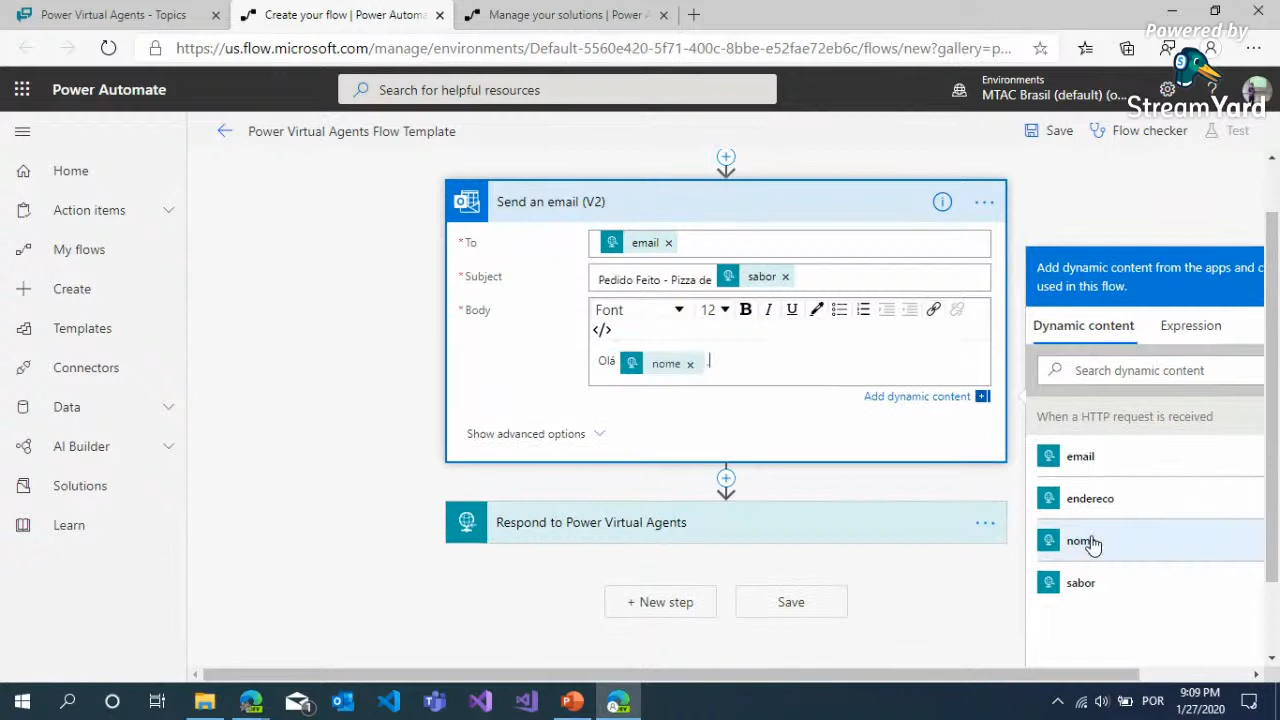 Power Virtual Agents - Topics
Create your flow | Power Automa
Manage your solutions | Power A
https://us.flow.microsoft.com/manage/environments/Default-5560e420-5f71-400c-8bbe-e52fae72eb6c/flows/new?gallery=p...
Powered by
StreamYard
Power Automate
Search for helpful resources
Environments
MTAC Brasil (default) (o...
Power Virtual Agents Flow Template
Save
Flow checker
Test
Home
Action items
My flows
Create
Templates
Connectors
Data
AI Builder
Solutions
Learn
Send an email (V2)
* To
email ×
* Subject
Pedido Feito - Pizza de sabor ×
* Body
Font 12 B I U
</>
Olá nome × .
Add dynamic content
Show advanced options
Respond to Power Virtual Agents
+ New step
Save
Add dynamic content from the apps and c
used in this flow.
Dynamic content
Expression
Search dynamic content
When a HTTP request is received
email
endereco
nome
sabor
POR
9:09 PM
1/27/2020